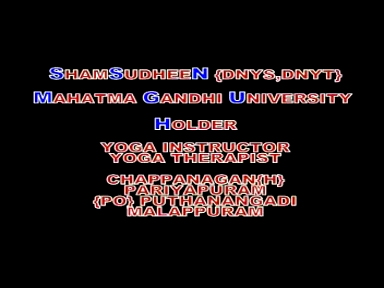 ShamSudheeN {DNYS,DNYT}
Mahatma Gandhi University
Holder
YOGA INSTRUCTOR
YOGA THERAPIST
CHAPPANAGAN{H}
PARIYAPURAM
{PO} PUTHANANGADI
MALAPPURAM